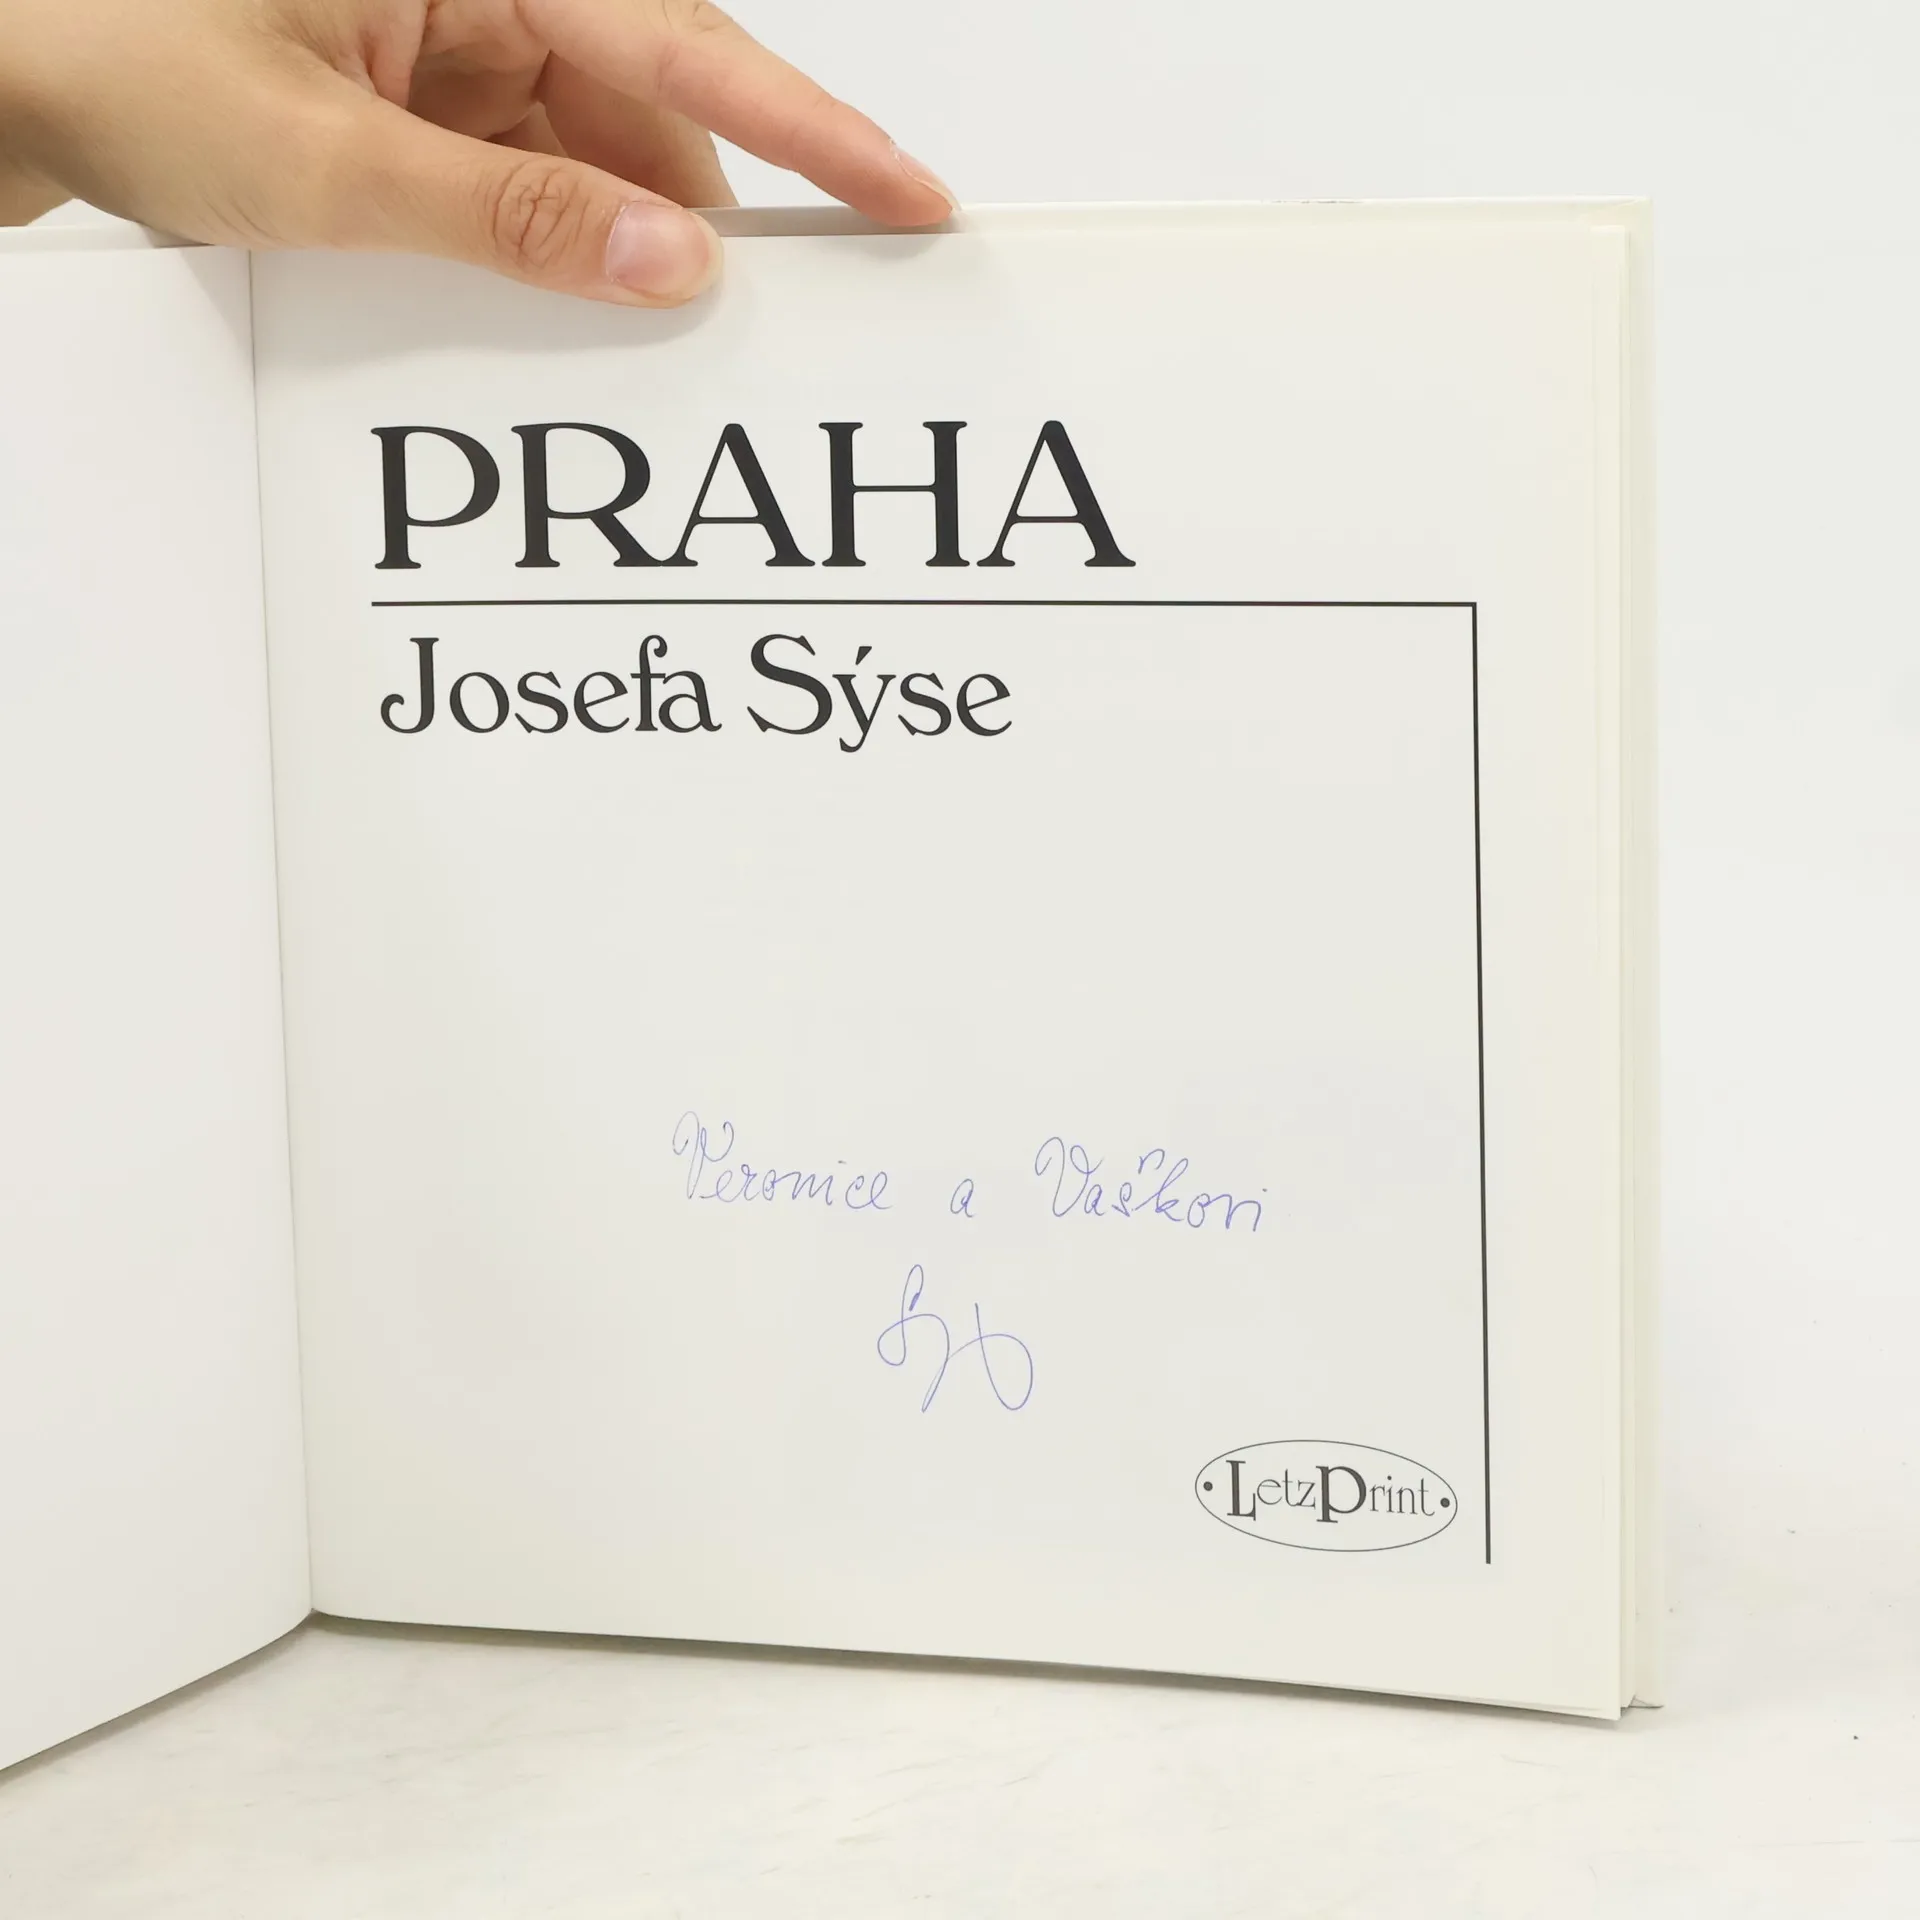 PRAHA
Josefa Sýse
Veronice a Vaškovi
LetzPrint